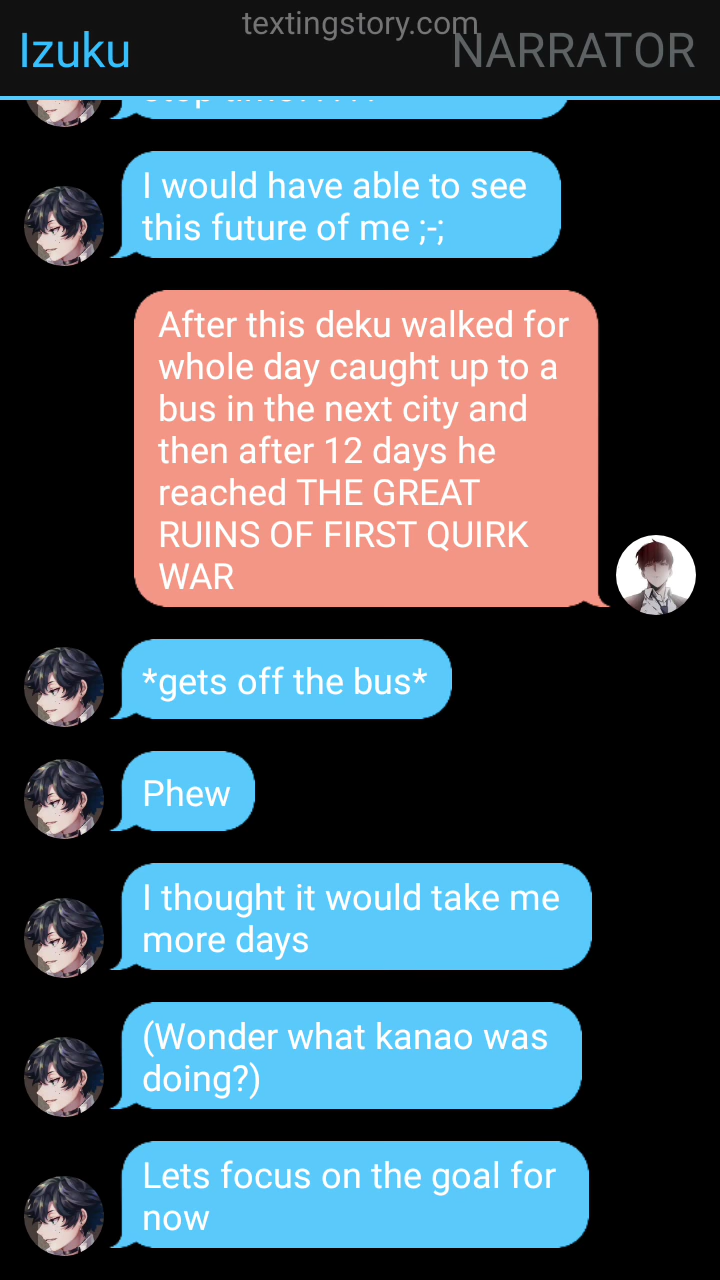 textingstory.com
Izuku
NARRATOR
I would have able to see
this future of me ;-;
After this deku walked for
whole day caught up to a
bus in the next city and
then after 12 days he
reached THE GREAT
RUINS OF FIRST QUIRK
WAR
*gets off the bus*
Phew
I thought it would take me
more days
(Wonder what kanao was
doing?)
Lets focus on the goal for
now